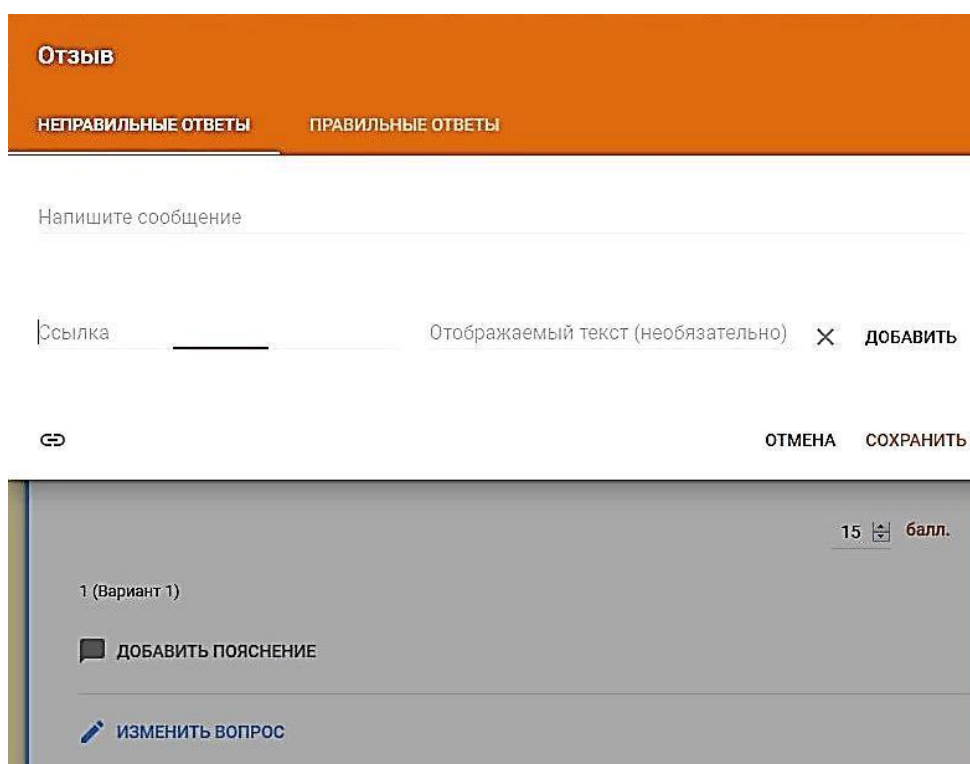 Отзыв
НЕПРАВИЛЬНЫЕ ОТВЕТЫ ПРАВИЛЬНЫЕ ОТВЕТЫ
Напишите сообщение
Ссылка Отображаемый текст (необязательно) ДОБАВИТЬ
ОТМЕНА СОХРАНИТЬ
15 балл.
1 (Вариант 1)
ДОБАВИТЬ ПОЯСНЕНИЕ
ИЗМЕНИТЬ ВОПРОС